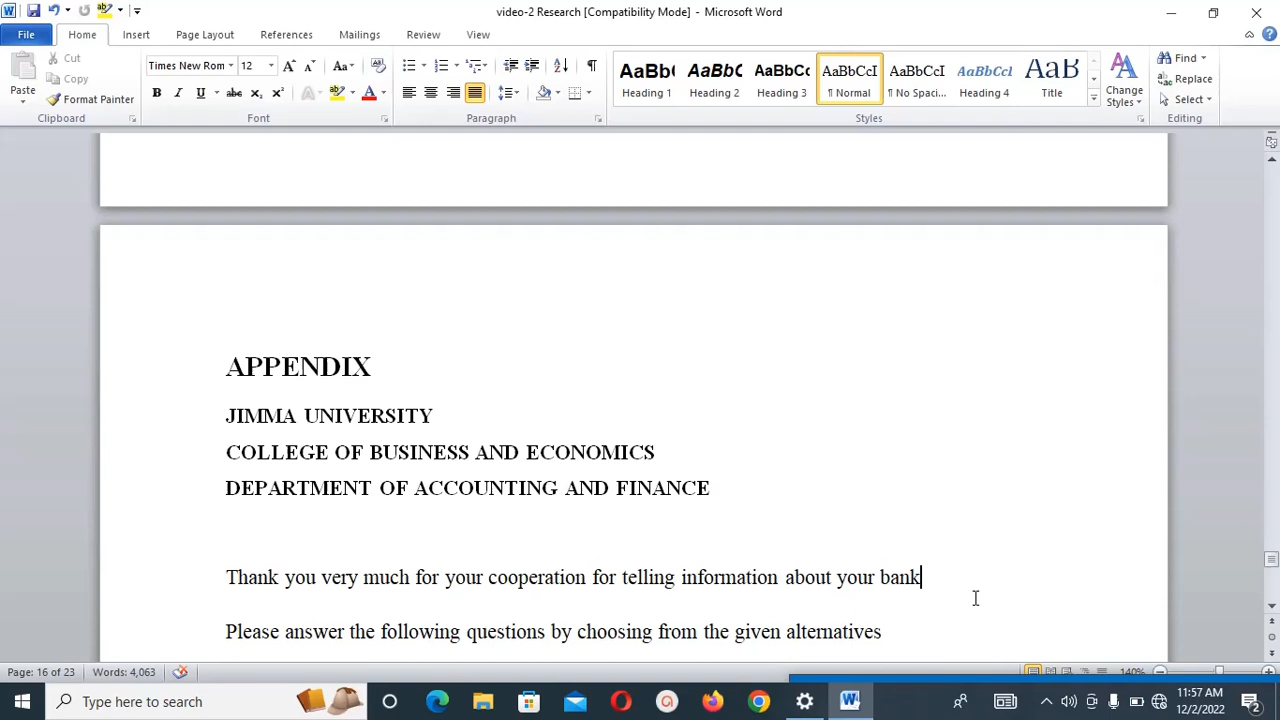 video-2 Research [Compatibility Mode] - Microsoft Word
File Home Insert Page Layout References Mailings Review View
Paste
Cut
Copy
Format Painter
Clipboard
Times New Rom 12
Font
Paragraph
AaBb( AaBbC AaBbCc AaBbCcI AaBbCcI AaBbCcI AaB
Heading 1 Heading 2 Heading 3 ¶ Normal ¶ No Spaci... Heading 4 Title
Change Styles
Styles
Find
Replace
Select
Editing
APPENDIX
JIMMA UNIVERSITY
COLLEGE OF BUSINESS AND ECONOMICS
DEPARTMENT OF ACCOUNTING AND FINANCE
Thank you very much for your cooperation for telling information about your bank
Please answer the following questions by choosing from the given alternatives
Page: 16 of 23 Words: 4,063 140%
Type here to search
11:57 AM
12/2/2022
2